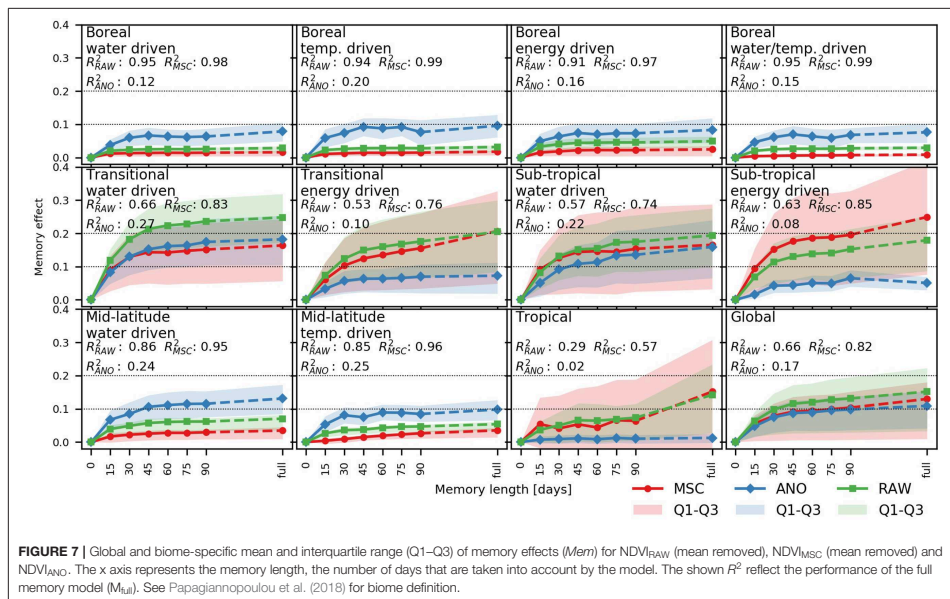 Boreal
water driven
R²RAW: 0.95 R²MSC: 0.98
R²ANO: 0.12
Boreal
temp. driven
R²RAW: 0.94 R²MSC: 0.99
R²ANO: 0.20
Boreal
energy driven
R²RAW: 0.91 R²MSC: 0.97
R²ANO: 0.16
Boreal
water/temp. driven
R²RAW: 0.95 R²MSC: 0.99
R²ANO: 0.15
0.4
0.3
0.2
0.1
0.0
Transitional
water driven
R²RAW: 0.66 R²MSC: 0.83
R²ANO: 0.27
Transitional
energy driven
R²RAW: 0.53 R²MSC: 0.76
R²ANO: 0.10
Sub-tropical
water driven
R²RAW: 0.57 R²MSC: 0.74
R²ANO: 0.22
Sub-tropical
energy driven
R²RAW: 0.63 R²MSC: 0.85
R²ANO: 0.08
0.4
0.3
0.2
0.1
0.0
Memory effect
Mid-latitude
water driven
R²RAW: 0.86 R²MSC: 0.95
R²ANO: 0.24
Mid-latitude
temp. driven
R²RAW: 0.85 R²MSC: 0.96
R²ANO: 0.25
Tropical
R²RAW: 0.29 R²MSC: 0.57
R²ANO: 0.02
Global
R²RAW: 0.66 R²MSC: 0.82
R²ANO: 0.17
0.4
0.3
0.2
0.1
0.0
0 15 30 45 60 75 90 full
0 15 30 45 60 75 90 full
0 15 30 45 60 75 90 full
0 15 30 45 60 75 90 full
Memory length [days]
MSC ANO RAW
Q1-Q3 Q1-Q3 Q1-Q3
FIGURE 7 | Global and biome-specific mean and interquartile range (Q1–Q3) of memory effects (Mem) for NDVIRAW (mean removed), NDVIMSC (mean removed) and
NDVIANO. The x axis represents the memory length, the number of days that are taken into account by the model. The shown R² reflect the performance of the full
memory model (Mfull). See Papagiannopoulou et al. (2018) for biome definition.